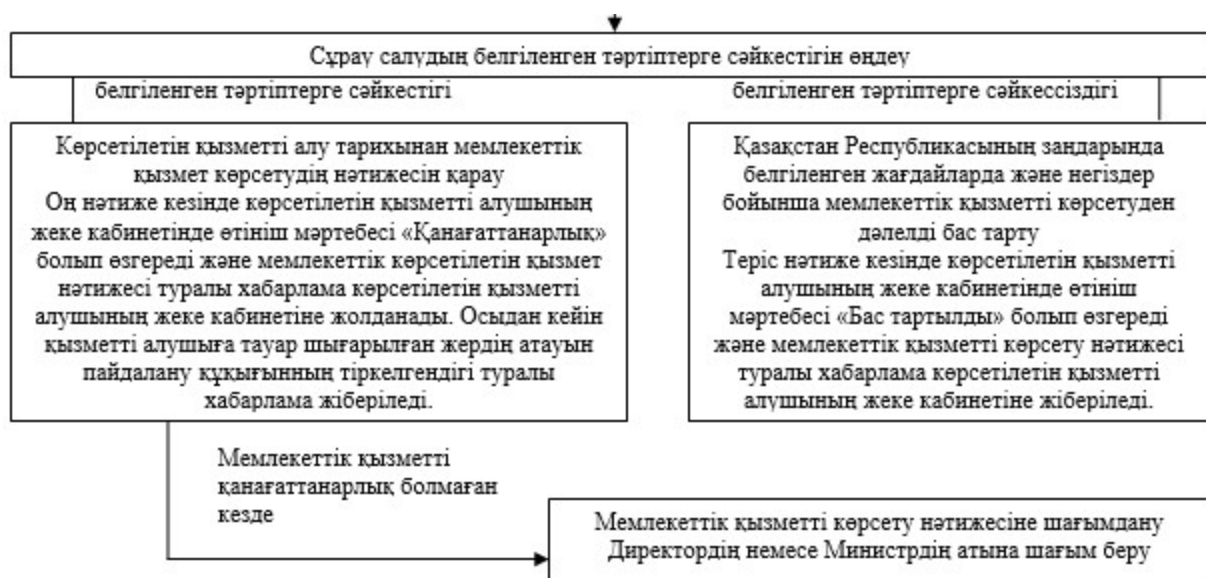 Сұрау салудың белгіленген тәртіптерге сәйкестігін өңдеу
белгіленген тәртіптерге сәйкестігі
белгіленген тәртіптерге сәйкессіздігі
Көрсетілетін қызметті алу тарихынан мемлекеттік
қызмет көрсетудің нәтижесін қарау
Оң нәтиже кезінде көрсетілетін қызметті алушының
жеке кабинетінде өтініш мәртебесі «Қанағаттанарлық»
болып өзгереді және мемлекеттік көрсетілетін қызмет
нәтижесі туралы хабарлама көрсетілетін қызметті
алушының жеке кабинетіне жолданады. Осыдан кейін
қызметті алушыға тауар шығарылған жердің атауын
пайдалану құқығынның тіркелгендігі туралы
хабарлама жіберіледі.
Қазақстан Республикасының заңдарында
белгіленген жағдайларда және негіздер
бойынша мемлекеттік қызметті көрсетуден
дәлелді бас тарту
Теріс нәтиже кезінде көрсетілетін қызметті
алушының жеке кабинетінде өтініш
мәртебесі «Бас тартылды» болып өзгереді
және мемлекеттік қызметті көрсету нәтижесі
туралы хабарлама көрсетілетін қызметті
алушының жеке кабинетіне жіберіледі.
Мемлекеттік қызметті
қанағаттанарлық болмаған
кезде
Мемлекеттік қызметті көрсету нәтижесіне шағымдану
Директордің немесе Министрдің атына шағым беру